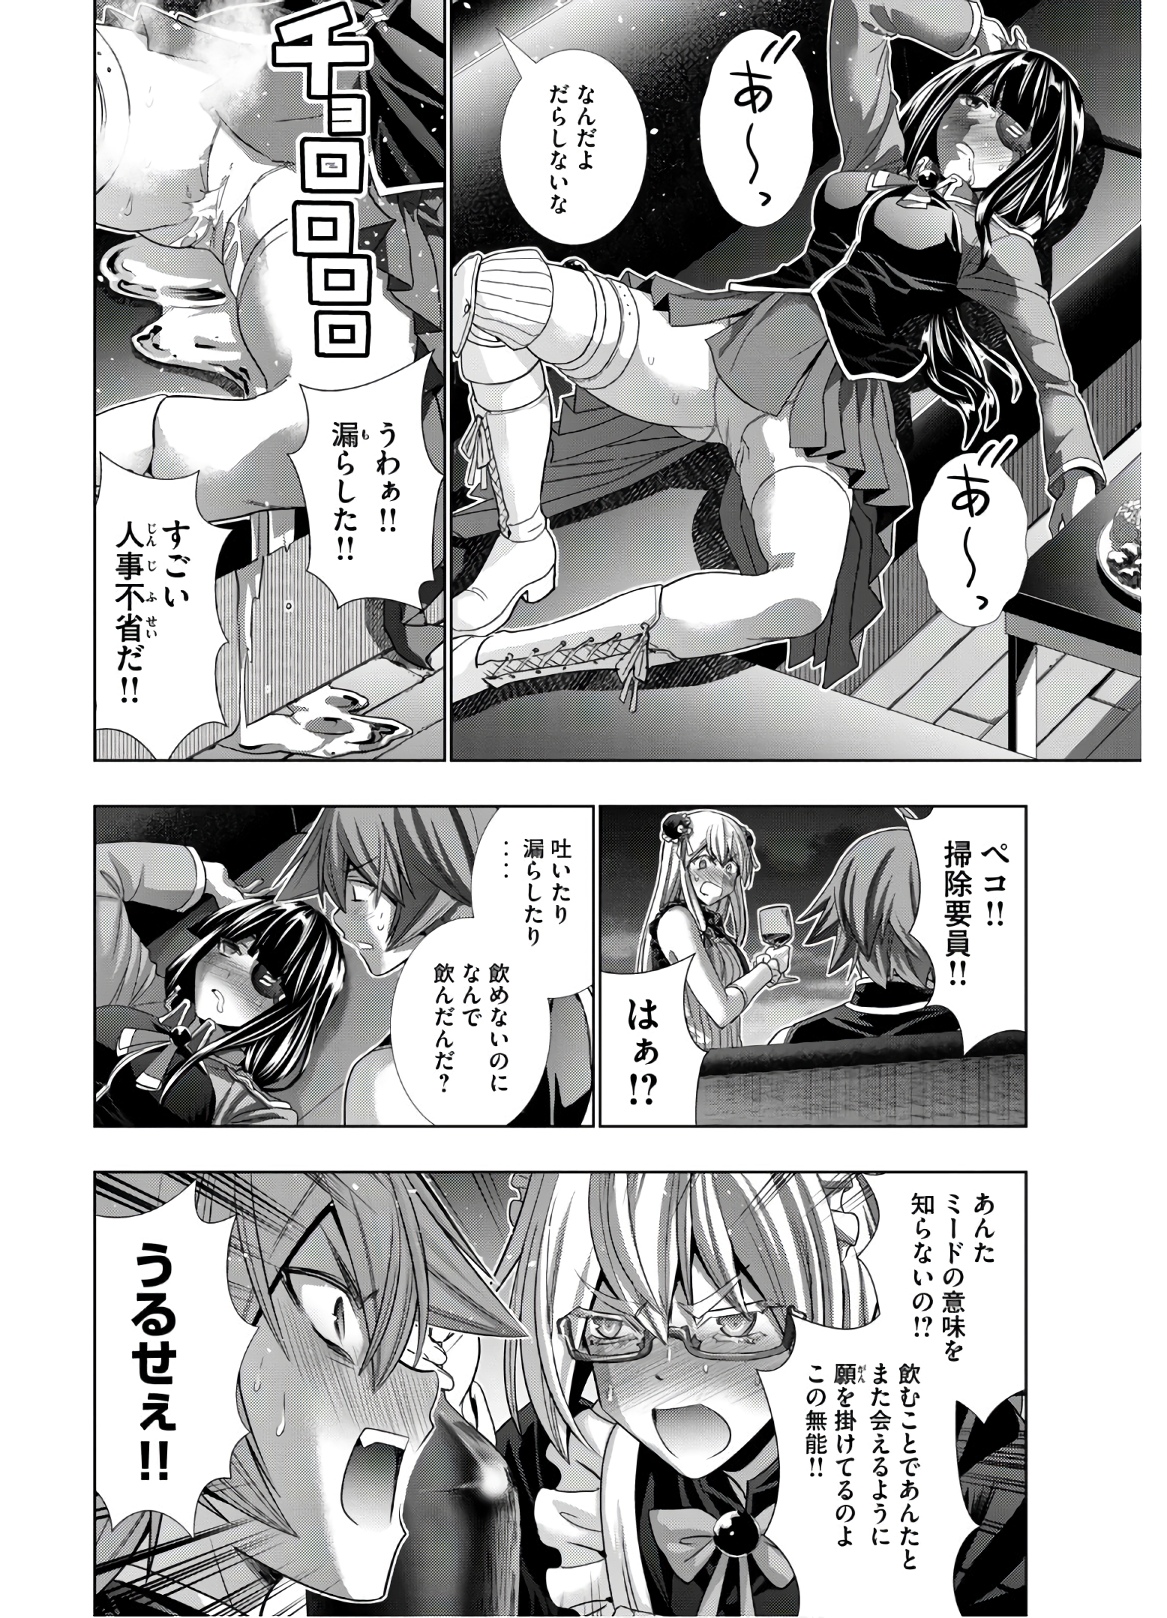 あ〜〜っ
なんだよ
だらしないな
あ〜〜っ
チョロロロロ
うわぁ!!
漏らした!!
すごい
人事不省だ!!
ペコ!!
掃除要員!!
はぁ!?
吐いたり
漏らしたり
‥‥
飲めないのに
なんで
飲んだんだ?
あんた
ミードの意味を
知らないの!?
飲むことであんたと
また会えるように
願を掛けてるのよ
この無能!!
うるせぇ!!